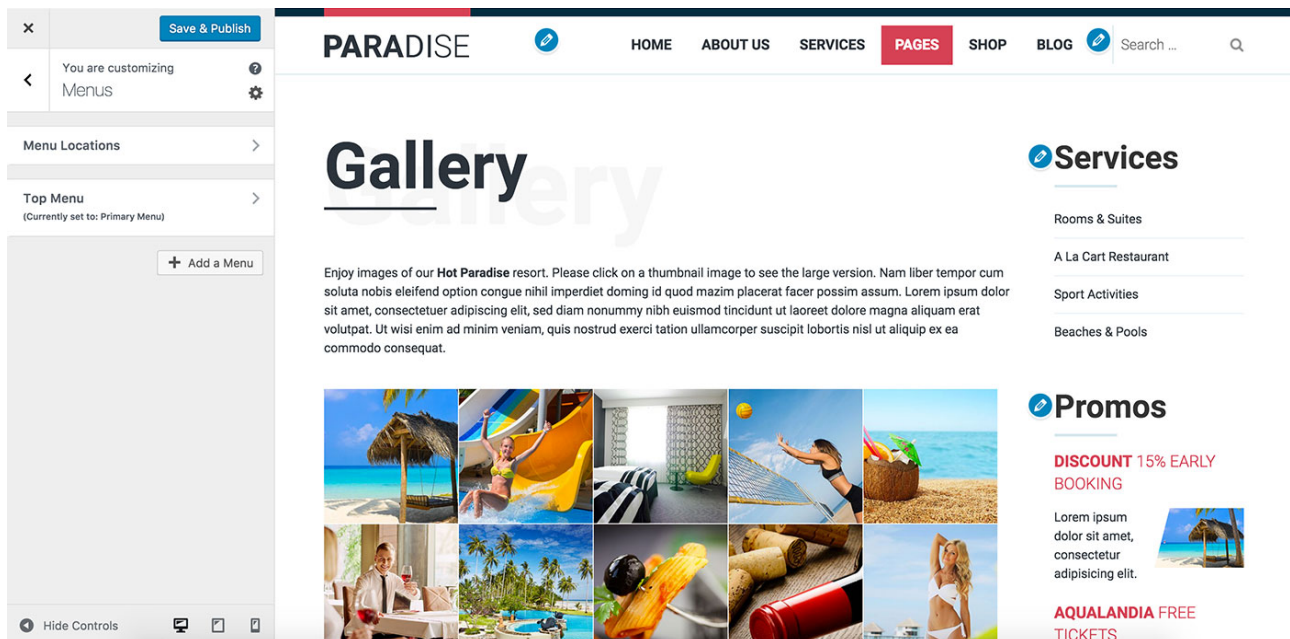 Save & Publish
You are customizing
Menus
Menu Locations
Top Menu
(Currently set to: Primary Menu)
Add a Menu
Hide Controls
PARADISE
HOME ABOUT US SERVICES PAGES SHOP BLOG Search ...
Gallery
Gallery
Enjoy images of our Hot Paradise resort. Please click on a thumbnail image to see the large version. Nam liber tempor cum
soluta nobis eleifend option congue nihil imperdiet doming id quod mazim placerat facer possim assum. Lorem ipsum dolor
sit amet, consectetuer adipiscing elit, sed diam nonummy nibh euismod tincidunt ut laoreet dolore magna aliquam erat
volutpat. Ut wisi enim ad minim veniam, quis nostrud exerci tation ullamcorper suscipit lobortis nisl ut aliquip ex ea
commodo consequat.
Services
Rooms & Suites
A La Cart Restaurant
Sport Activities
Beaches & Pools
Promos
DISCOUNT 15% EARLY
BOOKING
Lorem ipsum
dolor sit amet,
consectetur
adipisicing elit.
AQUALANDIA FREE
TICKETS